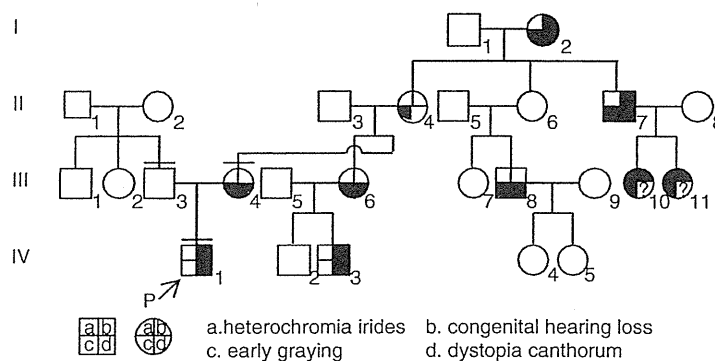 I
1 2
II
1 2 3 4 5 6 7 8
III
1 2 3 4 5 6 7 8 9 ? 10 ? 11
IV
1 2 3 4 5
P
a b a b a.heterochromia irides b. congenital hearing loss
c d c d c. early graying d. dystopia canthorum